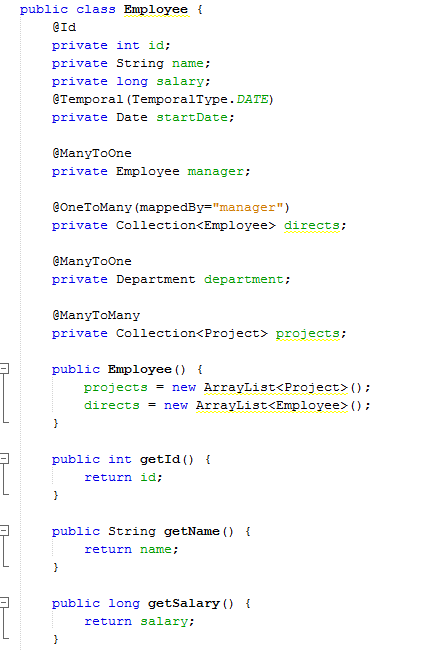 public class Employee {
@Id
private int id;
private String name;
private long salary;
@Temporal(TemporalType.DATE)
private Date startDate;
@ManyToOne
private Employee manager;
@OneToMany(mappedBy="manager")
private Collection<Employee> directs;
@ManyToOne
private Department department;
@ManyToMany
private Collection<Project> projects;
public Employee() {
projects = new ArrayList<Project>();
directs = new ArrayList<Employee>();
}
public int getId() {
return id;
}
public String getName() {
return name;
}
public long getSalary() {
return salary;
}